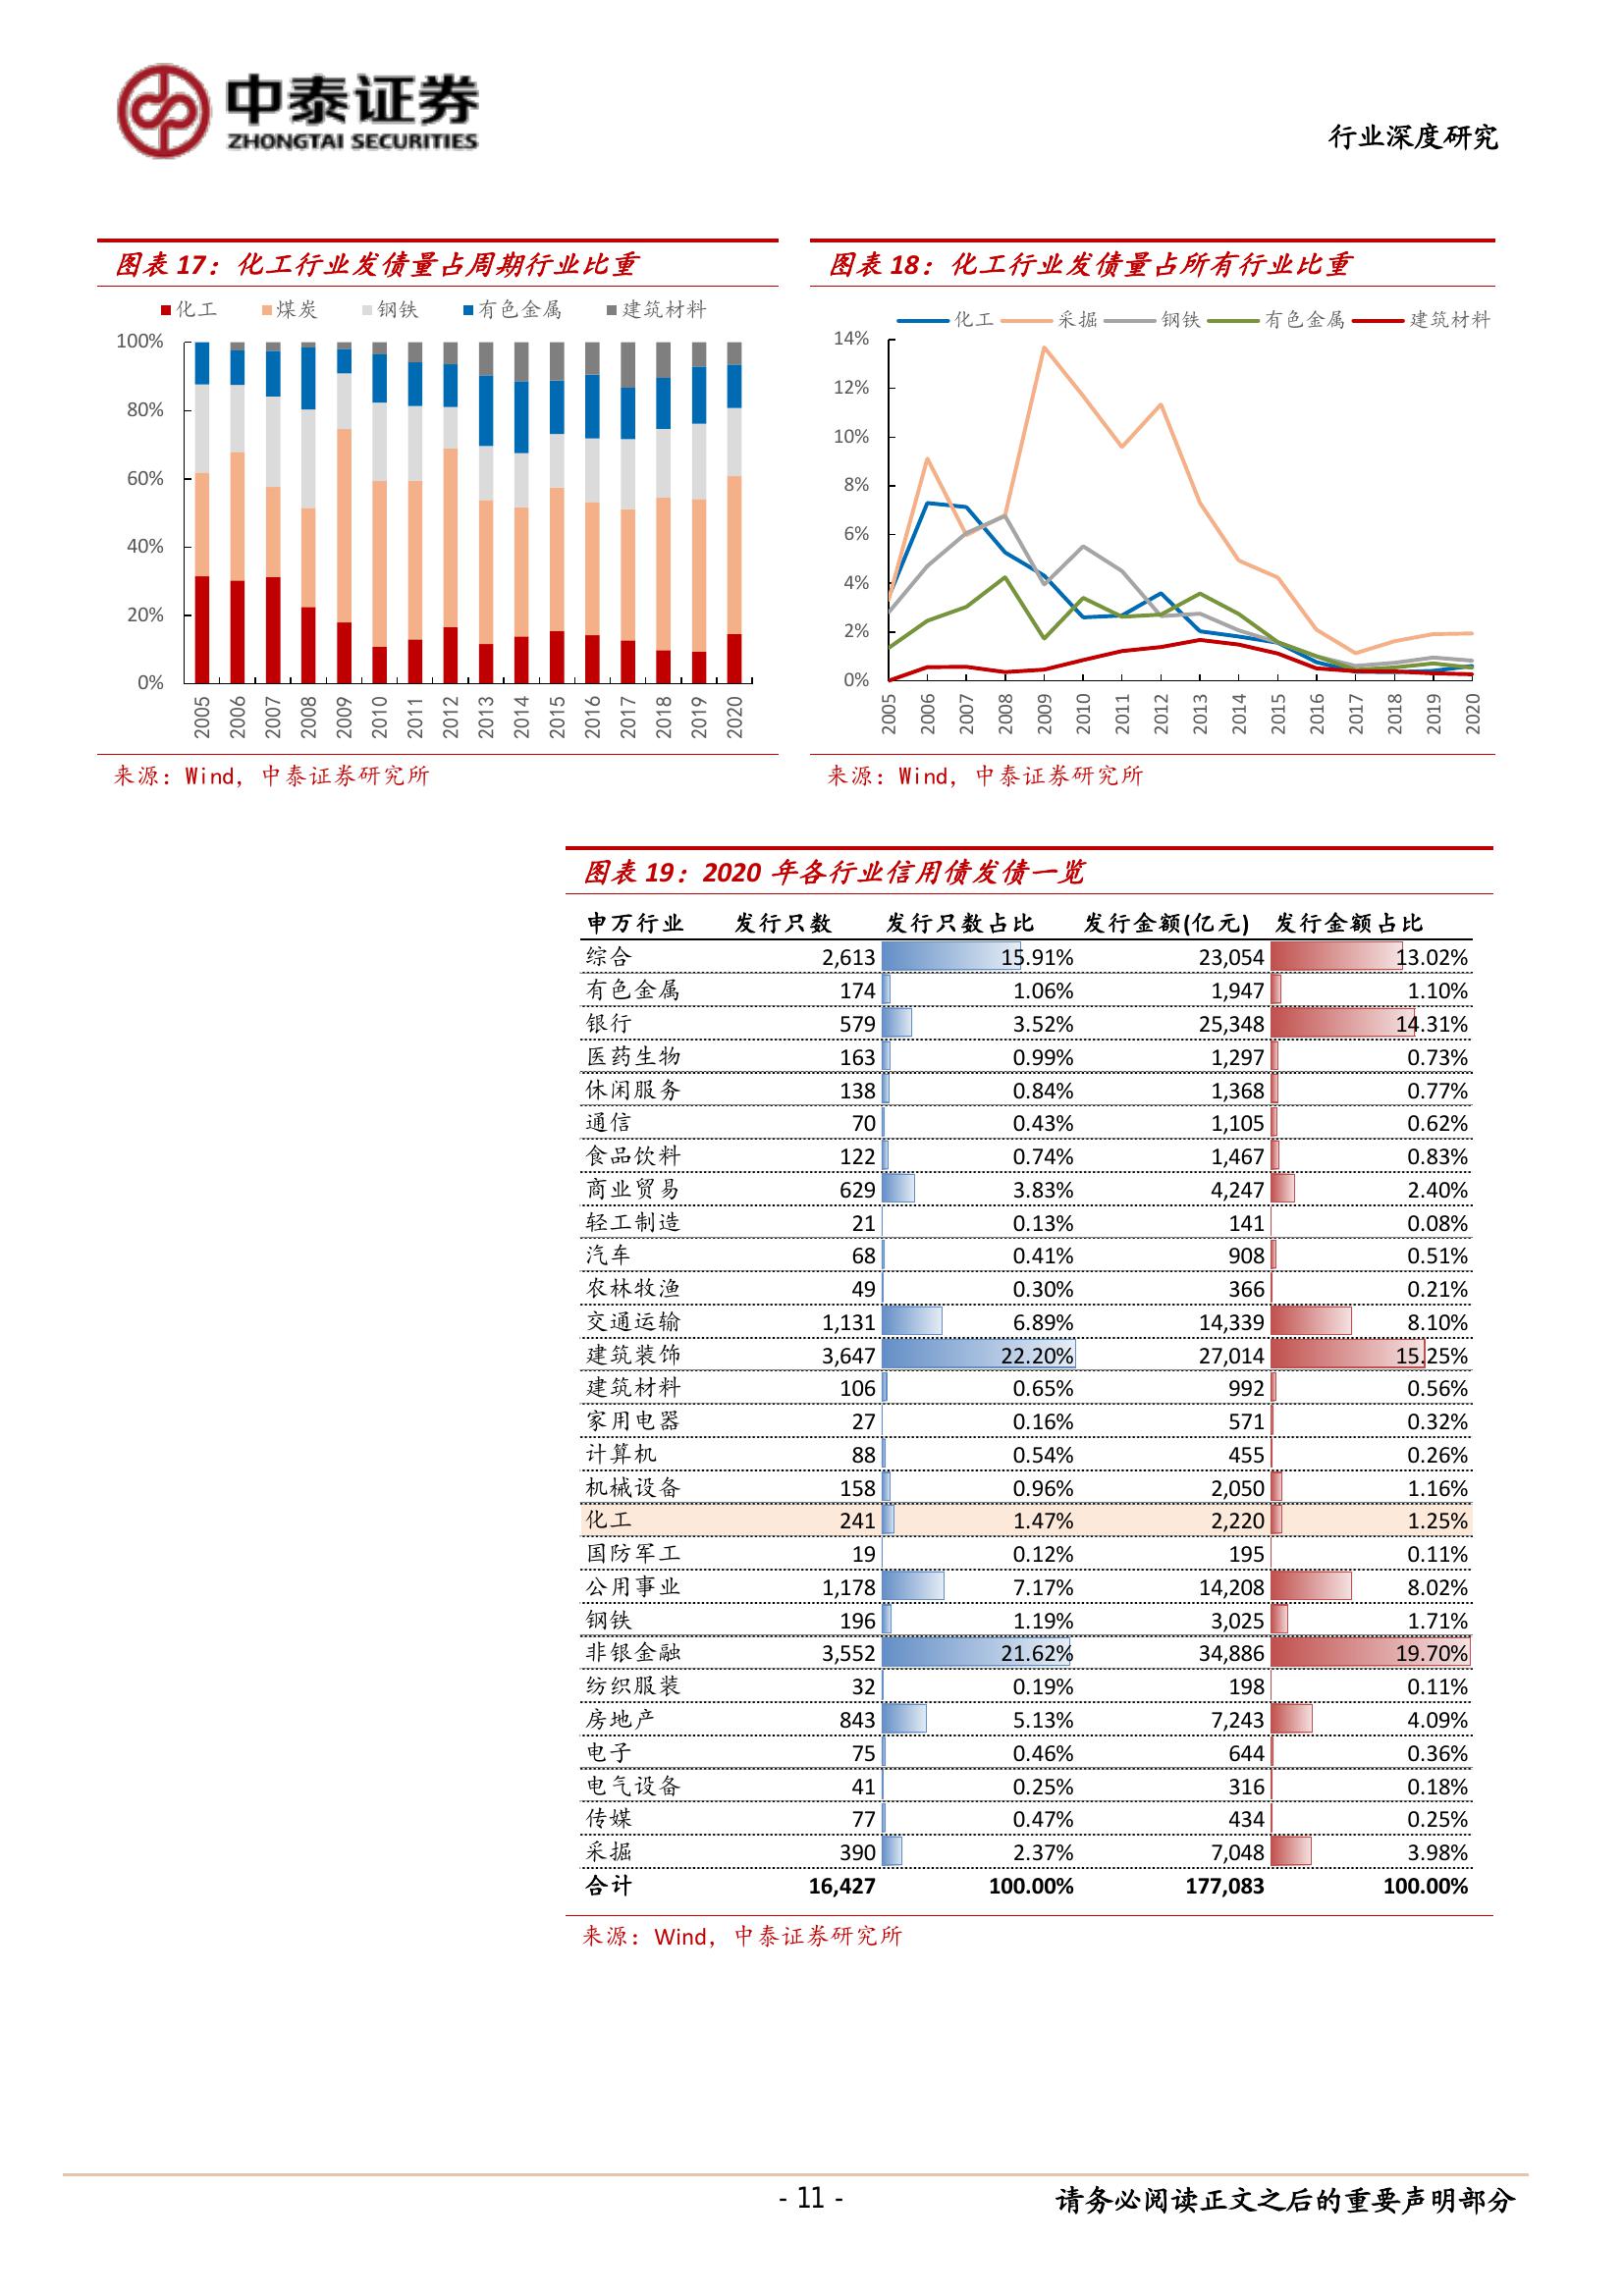 中泰证券
ZHONGTAI SECURITIES
行业深度研究
图表 17：化工行业发债量占周期行业比重
化工 煤炭 钢铁 有色金属 建筑材料
100%
80%
60%
40%
20%
0%
2005 2006 2007 2008 2009 2010 2011 2012 2013 2014 2015 2016 2017 2018 2019 2020
来源：Wind，中泰证券研究所
图表 18：化工行业发债量占所有行业比重
化工 采掘 钢铁 有色金属 建筑材料
14%
12%
10%
8%
6%
4%
2%
0%
2005 2006 2007 2008 2009 2010 2011 2012 2013 2014 2015 2016 2017 2018 2019 2020
来源：Wind，中泰证券研究所
图表 19：2020 年各行业信用债发债一览
申万行业 发行只数 发行只数占比 发行金额(亿元) 发行金额占比
综合 2,613 15.91% 23,054 13.02%
有色金属 174 1.06% 1,947 1.10%
银行 579 3.52% 25,348 14.31%
医药生物 163 0.99% 1,297 0.73%
休闲服务 138 0.84% 1,368 0.77%
通信 70 0.43% 1,105 0.62%
食品饮料 122 0.74% 1,467 0.83%
商业贸易 629 3.83% 4,247 2.40%
轻工制造 21 0.13% 141 0.08%
汽车 68 0.41% 908 0.51%
农林牧渔 49 0.30% 366 0.21%
交通运输 1,131 6.89% 14,339 8.10%
建筑装饰 3,647 22.20% 27,014 15.25%
建筑材料 106 0.65% 992 0.56%
家用电器 27 0.16% 571 0.32%
计算机 88 0.54% 455 0.26%
机械设备 158 0.96% 2,050 1.16%
化工 241 1.47% 2,220 1.25%
国防军工 19 0.12% 195 0.11%
公用事业 1,178 7.17% 14,208 8.02%
钢铁 196 1.19% 3,025 1.71%
非银金融 3,552 21.62% 34,886 19.70%
纺织服装 32 0.19% 198 0.11%
房地产 843 5.13% 7,243 4.09%
电子 75 0.46% 644 0.36%
电气设备 41 0.25% 316 0.18%
传媒 77 0.47% 434 0.25%
采掘 390 2.37% 7,048 3.98%
合计 16,427 100.00% 177,083 100.00%
来源：Wind，中泰证券研究所
- 11 -
请务必阅读正文之后的重要声明部分